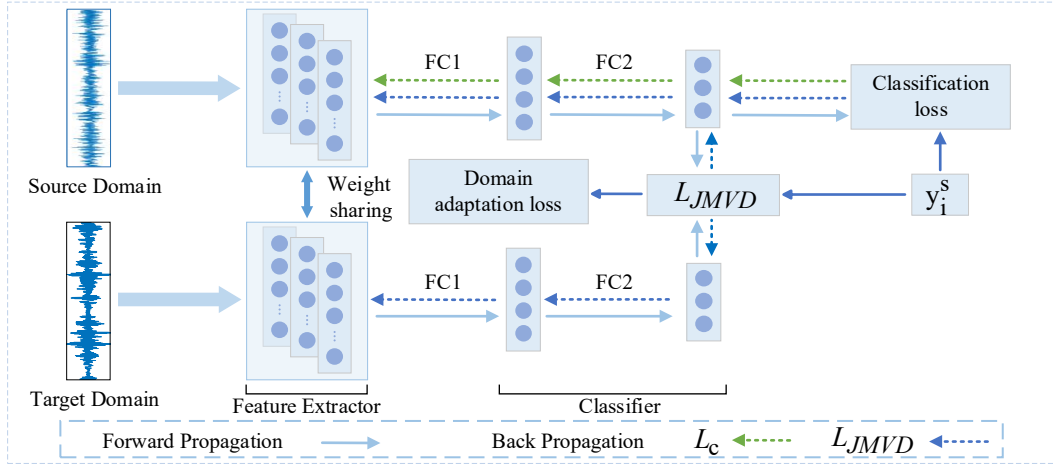 FC1
FC2
Classification
loss
Source Domain
Weight
sharing
Domain
adaptation loss
L_JMVD
y_i^s
FC1
FC2
Target Domain
Feature Extractor
Classifier
Forward Propagation
Back Propagation
L_c
L_JMVD